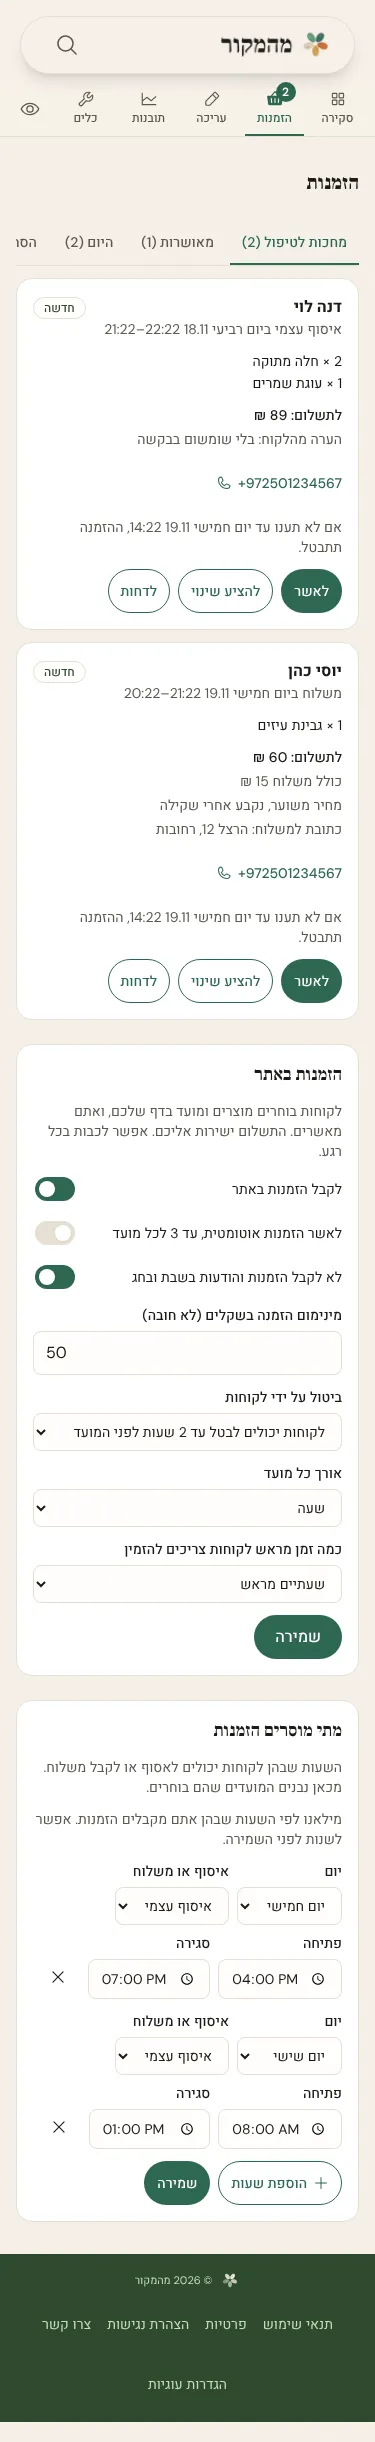 מהמקור
סקירה
2
הזמנות
עריכה
תובנות
כלים
הזמנות
מחכות לטיפול (2)
מאושרות (1)
היום (2)
דנה לוי
חדשה
איסוף עצמי ביום רביעי 18.11 21:22–22:22
2 × חלה מתוקה
1 × עוגת שמרים
לתשלום: 89 ₪
הערה מהלקוח: בלי שומשום בבקשה
+972501234567
אם לא תענו עד יום חמישי 19.11 14:22, ההזמנה
תתבטל.
לאשר
להציע שינוי
לדחות
יוסי כהן
חדשה
משלוח ביום חמישי 19.11 20:22–21:22
1 × גבינת עיזים
לתשלום: 60 ₪
כולל משלוח 15 ₪
מחיר משוער, נקבע אחרי שקילה
כתובת למשלוח: הרצל 12, רחובות
+972501234567
אם לא תענו עד יום חמישי 19.11 14:22, ההזמנה
תתבטל.
לאשר
להציע שינוי
לדחות
הזמנות באתר
לקוחות בוחרים מוצרים ומועד בדף שלכם, ואתם
מאשרים. התשלום ישירות אליכם. אפשר לכבות בכל
רגע.
לקבל הזמנות באתר
לאשר הזמנות אוטומטית, עד 3 לכל מועד
לא לקבל הזמנות והודעות בשבת ובחג
מינימום הזמנה בשקלים (לא חובה)
50
ביטול על ידי לקוחות
לקוחות יכולים לבטל עד 2 שעות לפני המועד
אורך כל מועד
שעה
כמה זמן מראש לקוחות צריכים להזמין
שעתיים מראש
שמירה
מתי מוסרים הזמנות
השעות שבהן לקוחות יכולים לאסוף או לקבל משלוח.
מכאן נבנים המועדים שהם בוחרים.
מילאנו לפי השעות שבהן אתם מקבלים הזמנות. אפשר
לשנות לפני השמירה.
יום
איסוף או משלוח
יום חמישי
איסוף עצמי
פתיחה
סגירה
04:00 PM
07:00 PM
יום
איסוף או משלוח
יום שישי
איסוף עצמי
פתיחה
סגירה
08:00 AM
01:00 PM
הוספת שעות
שמירה
© 2026 מהמקור
תנאי שימוש
פרטיות
הצהרת נגישות
צרו קשר
הגדרות עוגיות